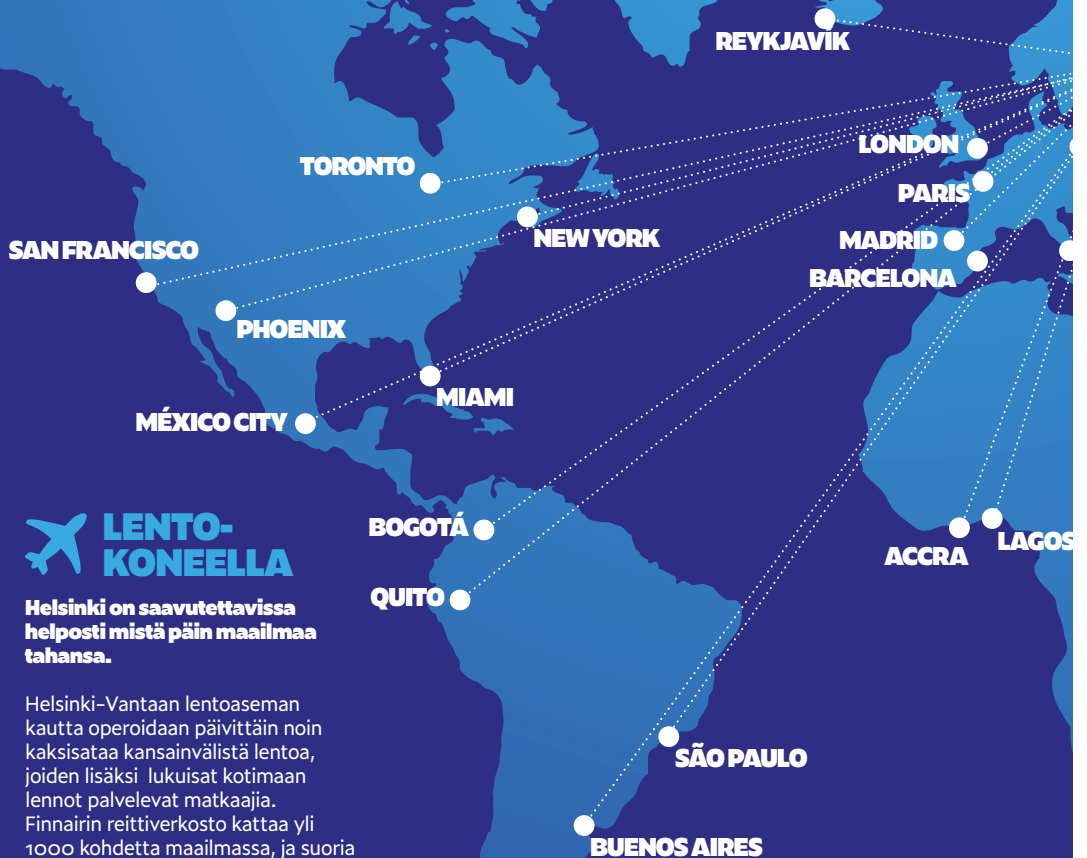 REYKJAVÍK
LONDON
TORONTO
PARIS
NEW YORK
MADRID
SAN FRANCISCO
BARCELONA
PHOENIX
MIAMI
MÉXICO CITY
BOGOTÁ
LAGOS
ACCRA
QUITO
SÃO PAULO
BUENOS AIRES
LENTO-
KONEELLA
Helsinki on saavutettavissa
helposti mistä päin maailmaa
tahansa.
Helsinki-Vantaan lentoaseman
kautta operoidaan päivittäin noin
kaksisataa kansainvälistä lentoa,
joiden lisäksi lukuisat kotimaan
lennot palvelevat matkaajia.
Finnairin reittiverkosto kattaa yli
1000 kohdetta maailmassa, ja suoria